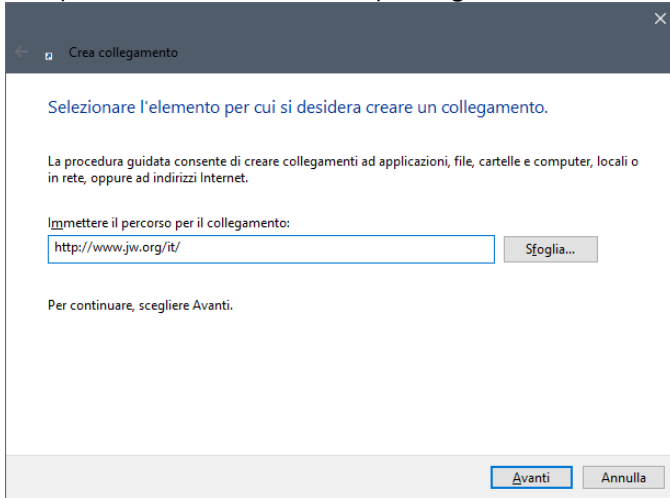 Crea collegamento
Selezionare l'elemento per cui si desidera creare un collegamento.
La procedura guidata consente di creare collegamenti ad applicazioni, file, cartelle e computer, locali o
in rete, oppure ad indirizzi Internet.
Immettere il percorso per il collegamento:
http://www.jw.org/it/
Sfoglia...
Per continuare, scegliere Avanti.
Avanti
Annulla